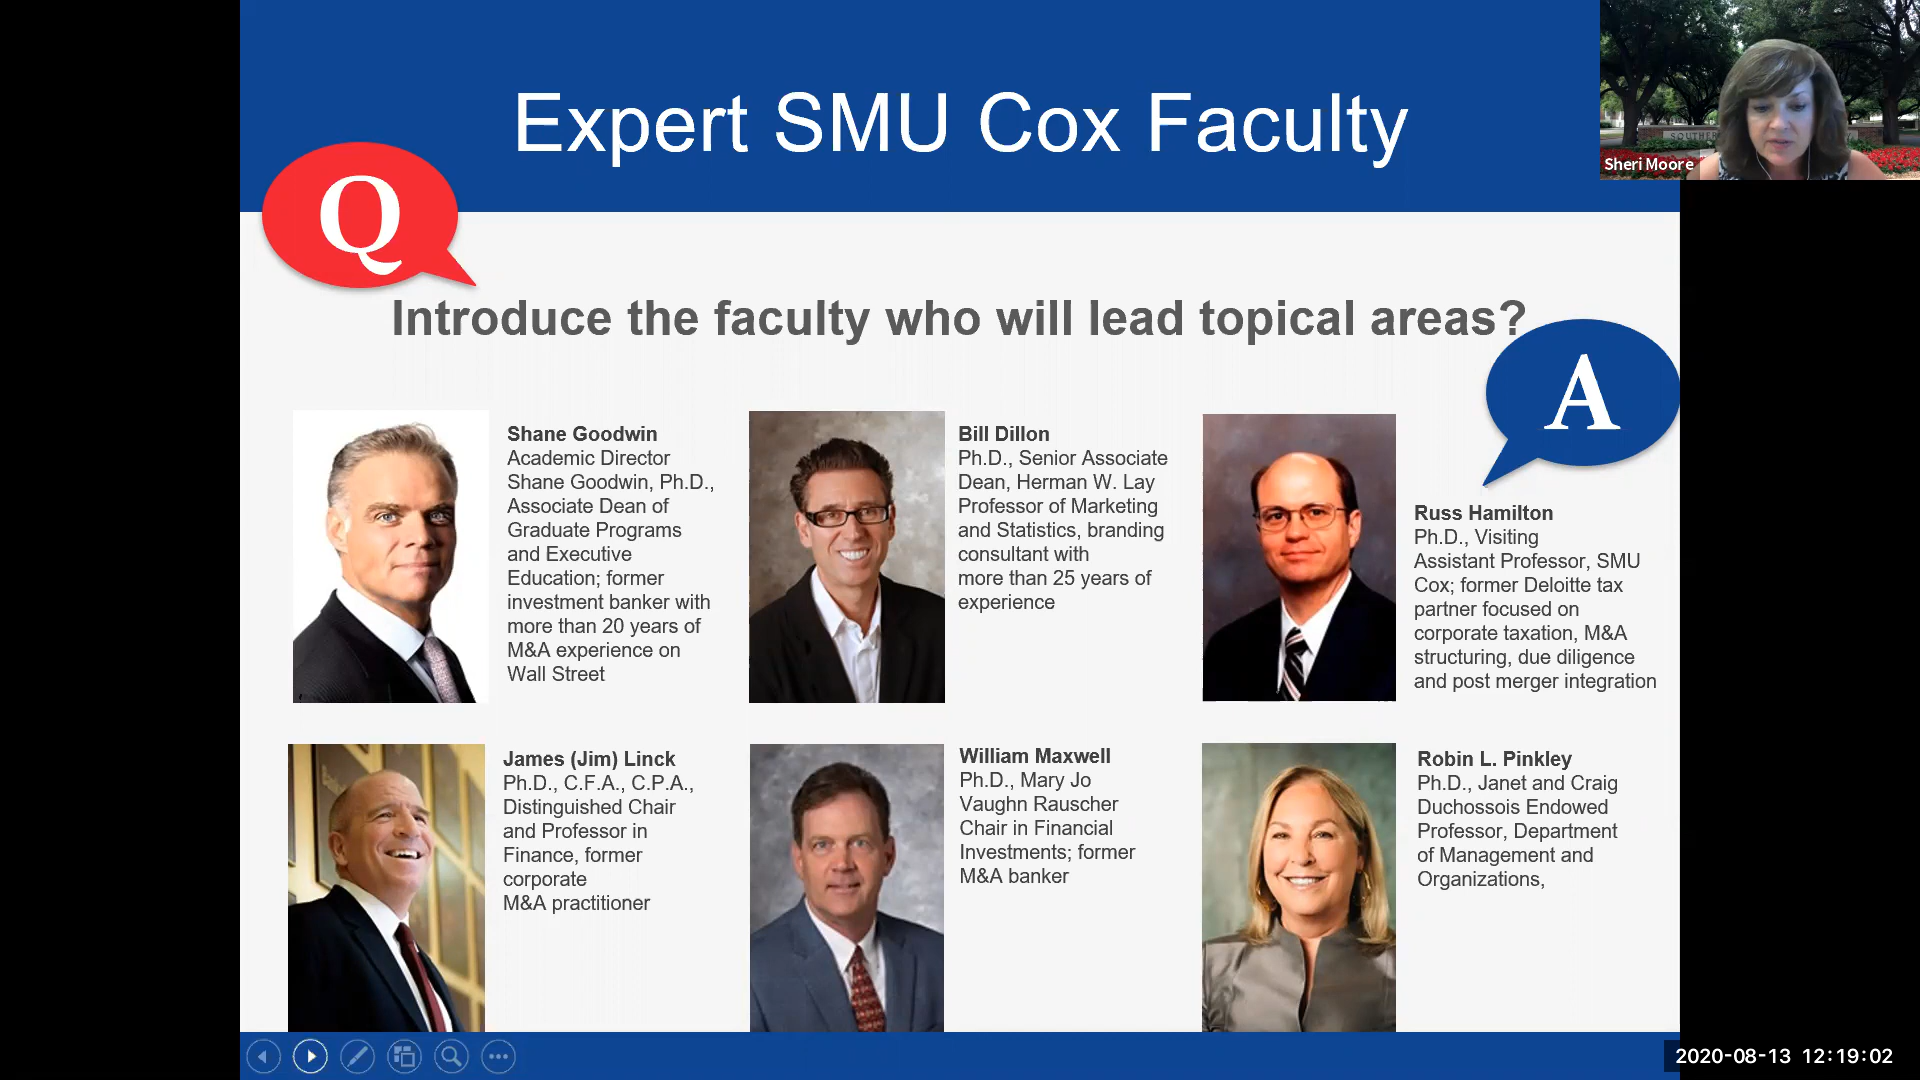 Expert SMU Cox Faculty
SOUTHER
Sheri Moore
Q
Introduce the faculty who will lead topical areas?
A
Shane Goodwin
Academic Director
Shane Goodwin, Ph.D.,
Associate Dean of
Graduate Programs
and Executive
Education; former
investment banker with
more than 20 years of
M&A experience on
Wall Street
Bill Dillon
Ph.D., Senior Associate
Dean, Herman W. Lay
Professor of Marketing
and Statistics, branding
consultant with
more than 25 years of
experience
Russ Hamilton
Ph.D., Visiting
Assistant Professor, SMU
Cox; former Deloitte tax
partner focused on
corporate taxation, M&A
structuring, due diligence
and post merger integration
James (Jim) Linck
Ph.D., C.F.A., C.P.A.,
Distinguished Chair
and Professor in
Finance, former
corporate
M&A practitioner
William Maxwell
Ph.D., Mary Jo
Vaughn Rauscher
Chair in Financial
Investments; former
M&A banker
Robin L. Pinkley
Ph.D., Janet and Craig
Duchossois Endowed
Professor, Department
of Management and
Organizations,
2020-08-13 12:19:02